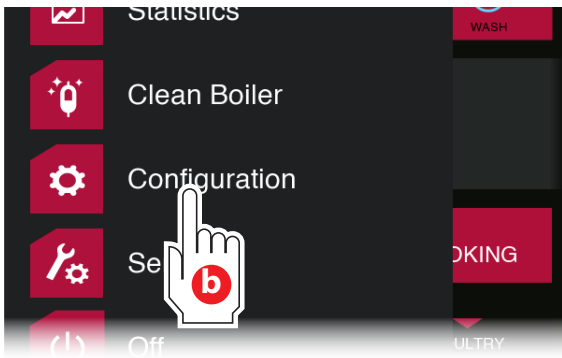 Statistics
WASH
Clean Boiler
Configuration
Se
OKING
b
Off
ULTRY